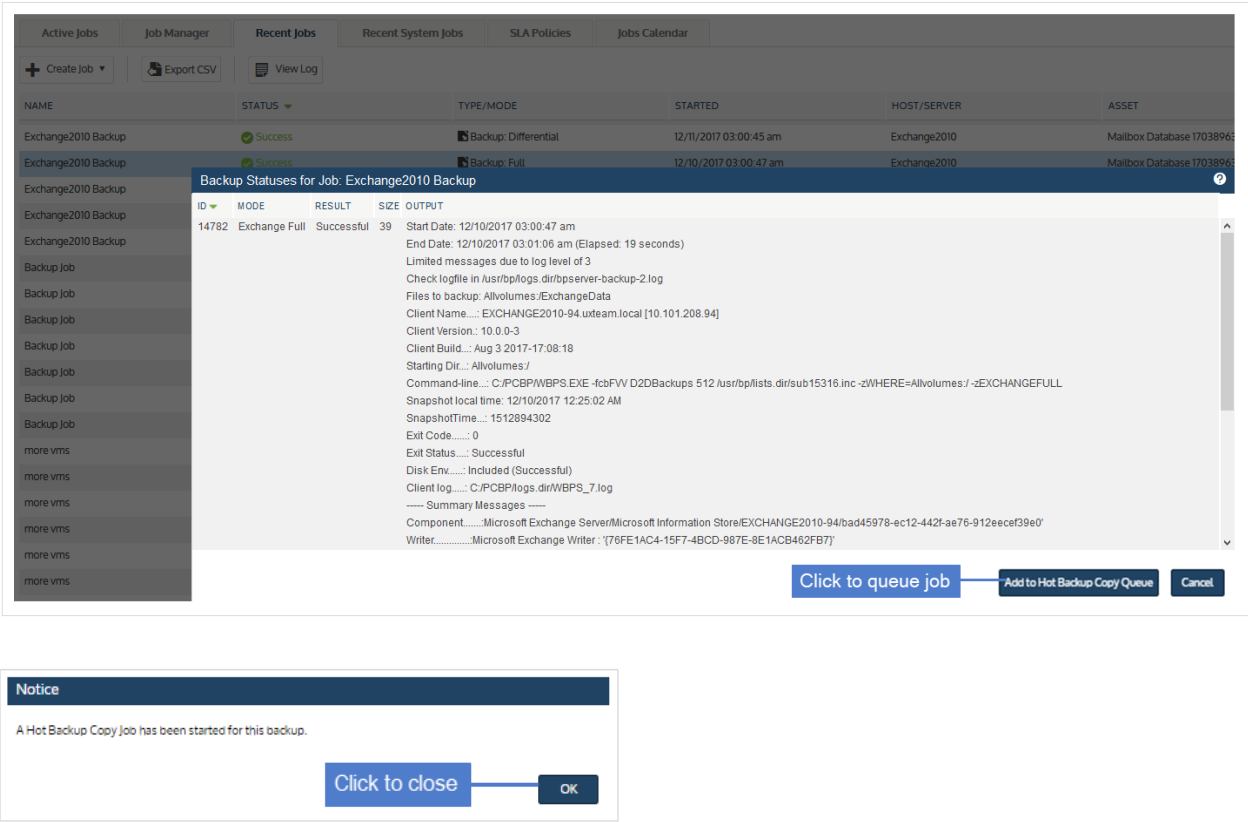 Active Jobs Job Manager Recent Jobs Recent System Jobs SLA Policies Jobs Calendar
Create Job Export CSV View Log
NAME STATUS TYPE/MODE STARTED HOST/SERVER ASSET
Exchange2010 Backup Success Backup: Differential 12/11/2017 03:00:45 am Exchange2010 Mailbox Database 17038963
Exchange2010 Backup Success Backup: Full 12/10/2017 03:00:47 am Exchange2010 Mailbox Database 17038963
Exchange2010 Backup
Exchange2010 Backup
Exchange2010 Backup
Backup Job
Backup Job
Backup Job
Backup Job
Backup Job
Backup Job
Backup Job
more vms
more vms
more vms
more vms
more vms
more vms
Backup Statuses for Job: Exchange2010 Backup ?
ID MODE RESULT SIZE OUTPUT
14782 Exchange Full Successful 39 Start Date: 12/10/2017 03:00:47 am
End Date: 12/10/2017 03:01:06 am (Elapsed: 19 seconds)
Limited messages due to log level of 3
Check logfile in /usr/bp/logs.dir/bpserver-backup-2.log
Files to backup: Allvolumes:/ExchangeData
Client Name....: EXCHANGE2010-94.uxteam.local [10.101.208.94]
Client Version.: 10.0.0-3
Client Build...: Aug 3 2017-17:08:18
Starting Dir...: Allvolumes:/
Command-line...: C:/PCBP/WBPS.EXE -fcbFVV D2DBackups 512 /usr/bp/lists.dir/sub15316.inc -zWHERE=Allvolumes:/ -zEXCHANGEFULL
Snapshot local time: 12/10/2017 12:25:02 AM
SnapshotTime...: 1512894302
Exit Code......: 0
Exit Status....: Successful
Disk Env......: Included (Successful)
Client log.....: C:/PCBP/logs.dir/WBPS_7.log
----- Summary Messages -----
Component.......:Microsoft Exchange Server/Microsoft Information Store/EXCHANGE2010-94/bad45978-ec12-442f-ae76-912eecef39e0'
Writer..............:Microsoft Exchange Writer : '{76FE1AC4-15F7-4BCD-987E-8E1ACB462FB7}'
Click to queue job Add to Hot Backup Copy Queue Cancel
Notice
A Hot Backup Copy Job has been started for this backup.
Click to close OK